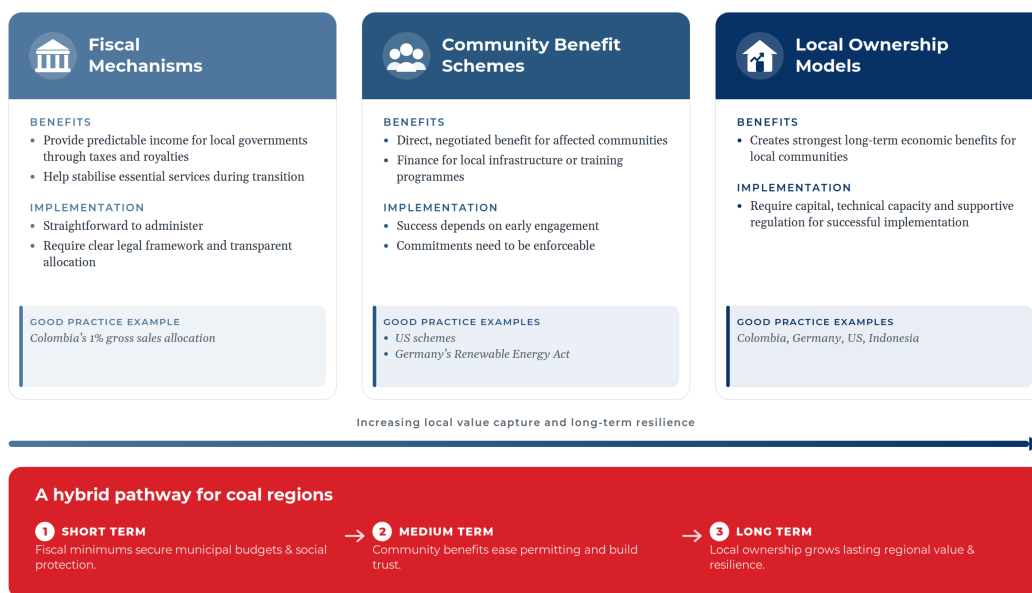 Fiscal
Mechanisms
BENEFITS
• Provide predictable income for local governments
through taxes and royalties
• Help stabilise essential services during transition
IMPLEMENTATION
• Straightforward to administer
• Require clear legal framework and transparent
allocation
GOOD PRACTICE EXAMPLE
Colombia's 1% gross sales allocation
Community Benefit
Schemes
BENEFITS
• Direct, negotiated benefit for affected communities
• Finance for local infrastructure or training
programmes
IMPLEMENTATION
• Success depends on early engagement
• Commitments need to be enforceable
GOOD PRACTICE EXAMPLES
• US schemes
• Germany's Renewable Energy Act
Local Ownership
Models
BENEFITS
• Creates strongest long-term economic benefits for
local communities
IMPLEMENTATION
• Require capital, technical capacity and supportive
regulation for successful implementation
GOOD PRACTICE EXAMPLES
Colombia, Germany, US, Indonesia
Increasing local value capture and long-term resilience
A hybrid pathway for coal regions
1 SHORT TERM
Fiscal minimums secure municipal budgets & social
protection.
2 MEDIUM TERM
Community benefits ease permitting and build
trust.
3 LONG TERM
Local ownership grows lasting regional value &
resilience.